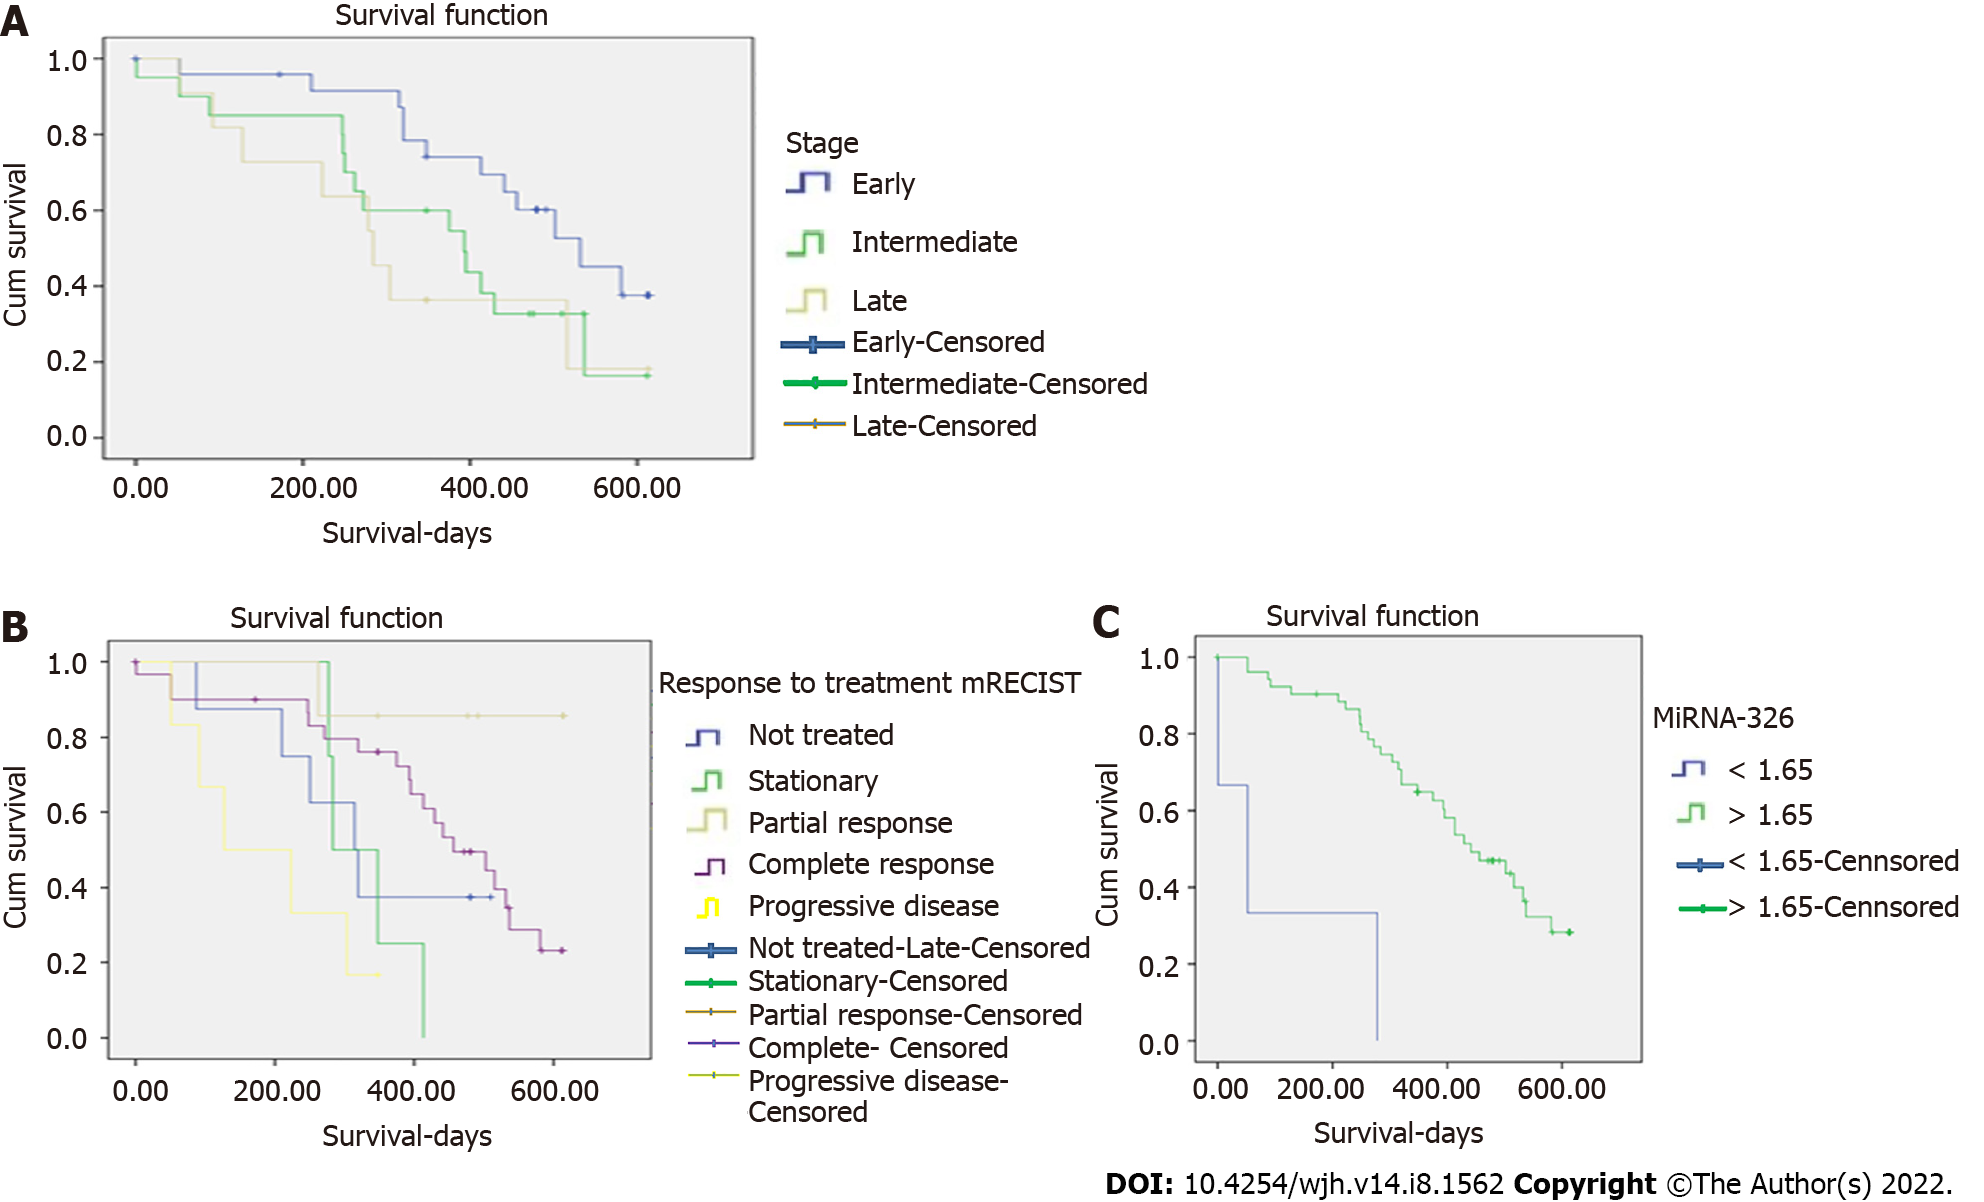 A
Survival function
1.0
0.8
0.6
0.4
0.2
0.0
Cum survival
0.00 200.00 400.00 600.00
Survival-days
Stage
Early
Intermediate
Late
Early-Censored
Intermediate-Censored
Late-Censored
B
Survival function
1.0
0.8
0.6
0.4
0.2
0.0
Cum survival
0.00 200.00 400.00 600.00
Survival-days
Response to treatment mRECIST
Not treated
Stationary
Partial response
Complete response
Progressive disease
Not treated-Late-Censored
Stationary-Censored
Partial response-Censored
Complete- Censored
Progressive disease-
Censored
C
Survival function
1.0
0.8
0.6
0.4
0.2
0.0
Cum survival
0.00 200.00 400.00 600.00
Survival-days
MiRNA-326
< 1.65
> 1.65
< 1.65-Cennsored
> 1.65-Cennsored
DOI: 10.4254/wjh.v14.i8.1562 Copyright ©The Author(s) 2022.